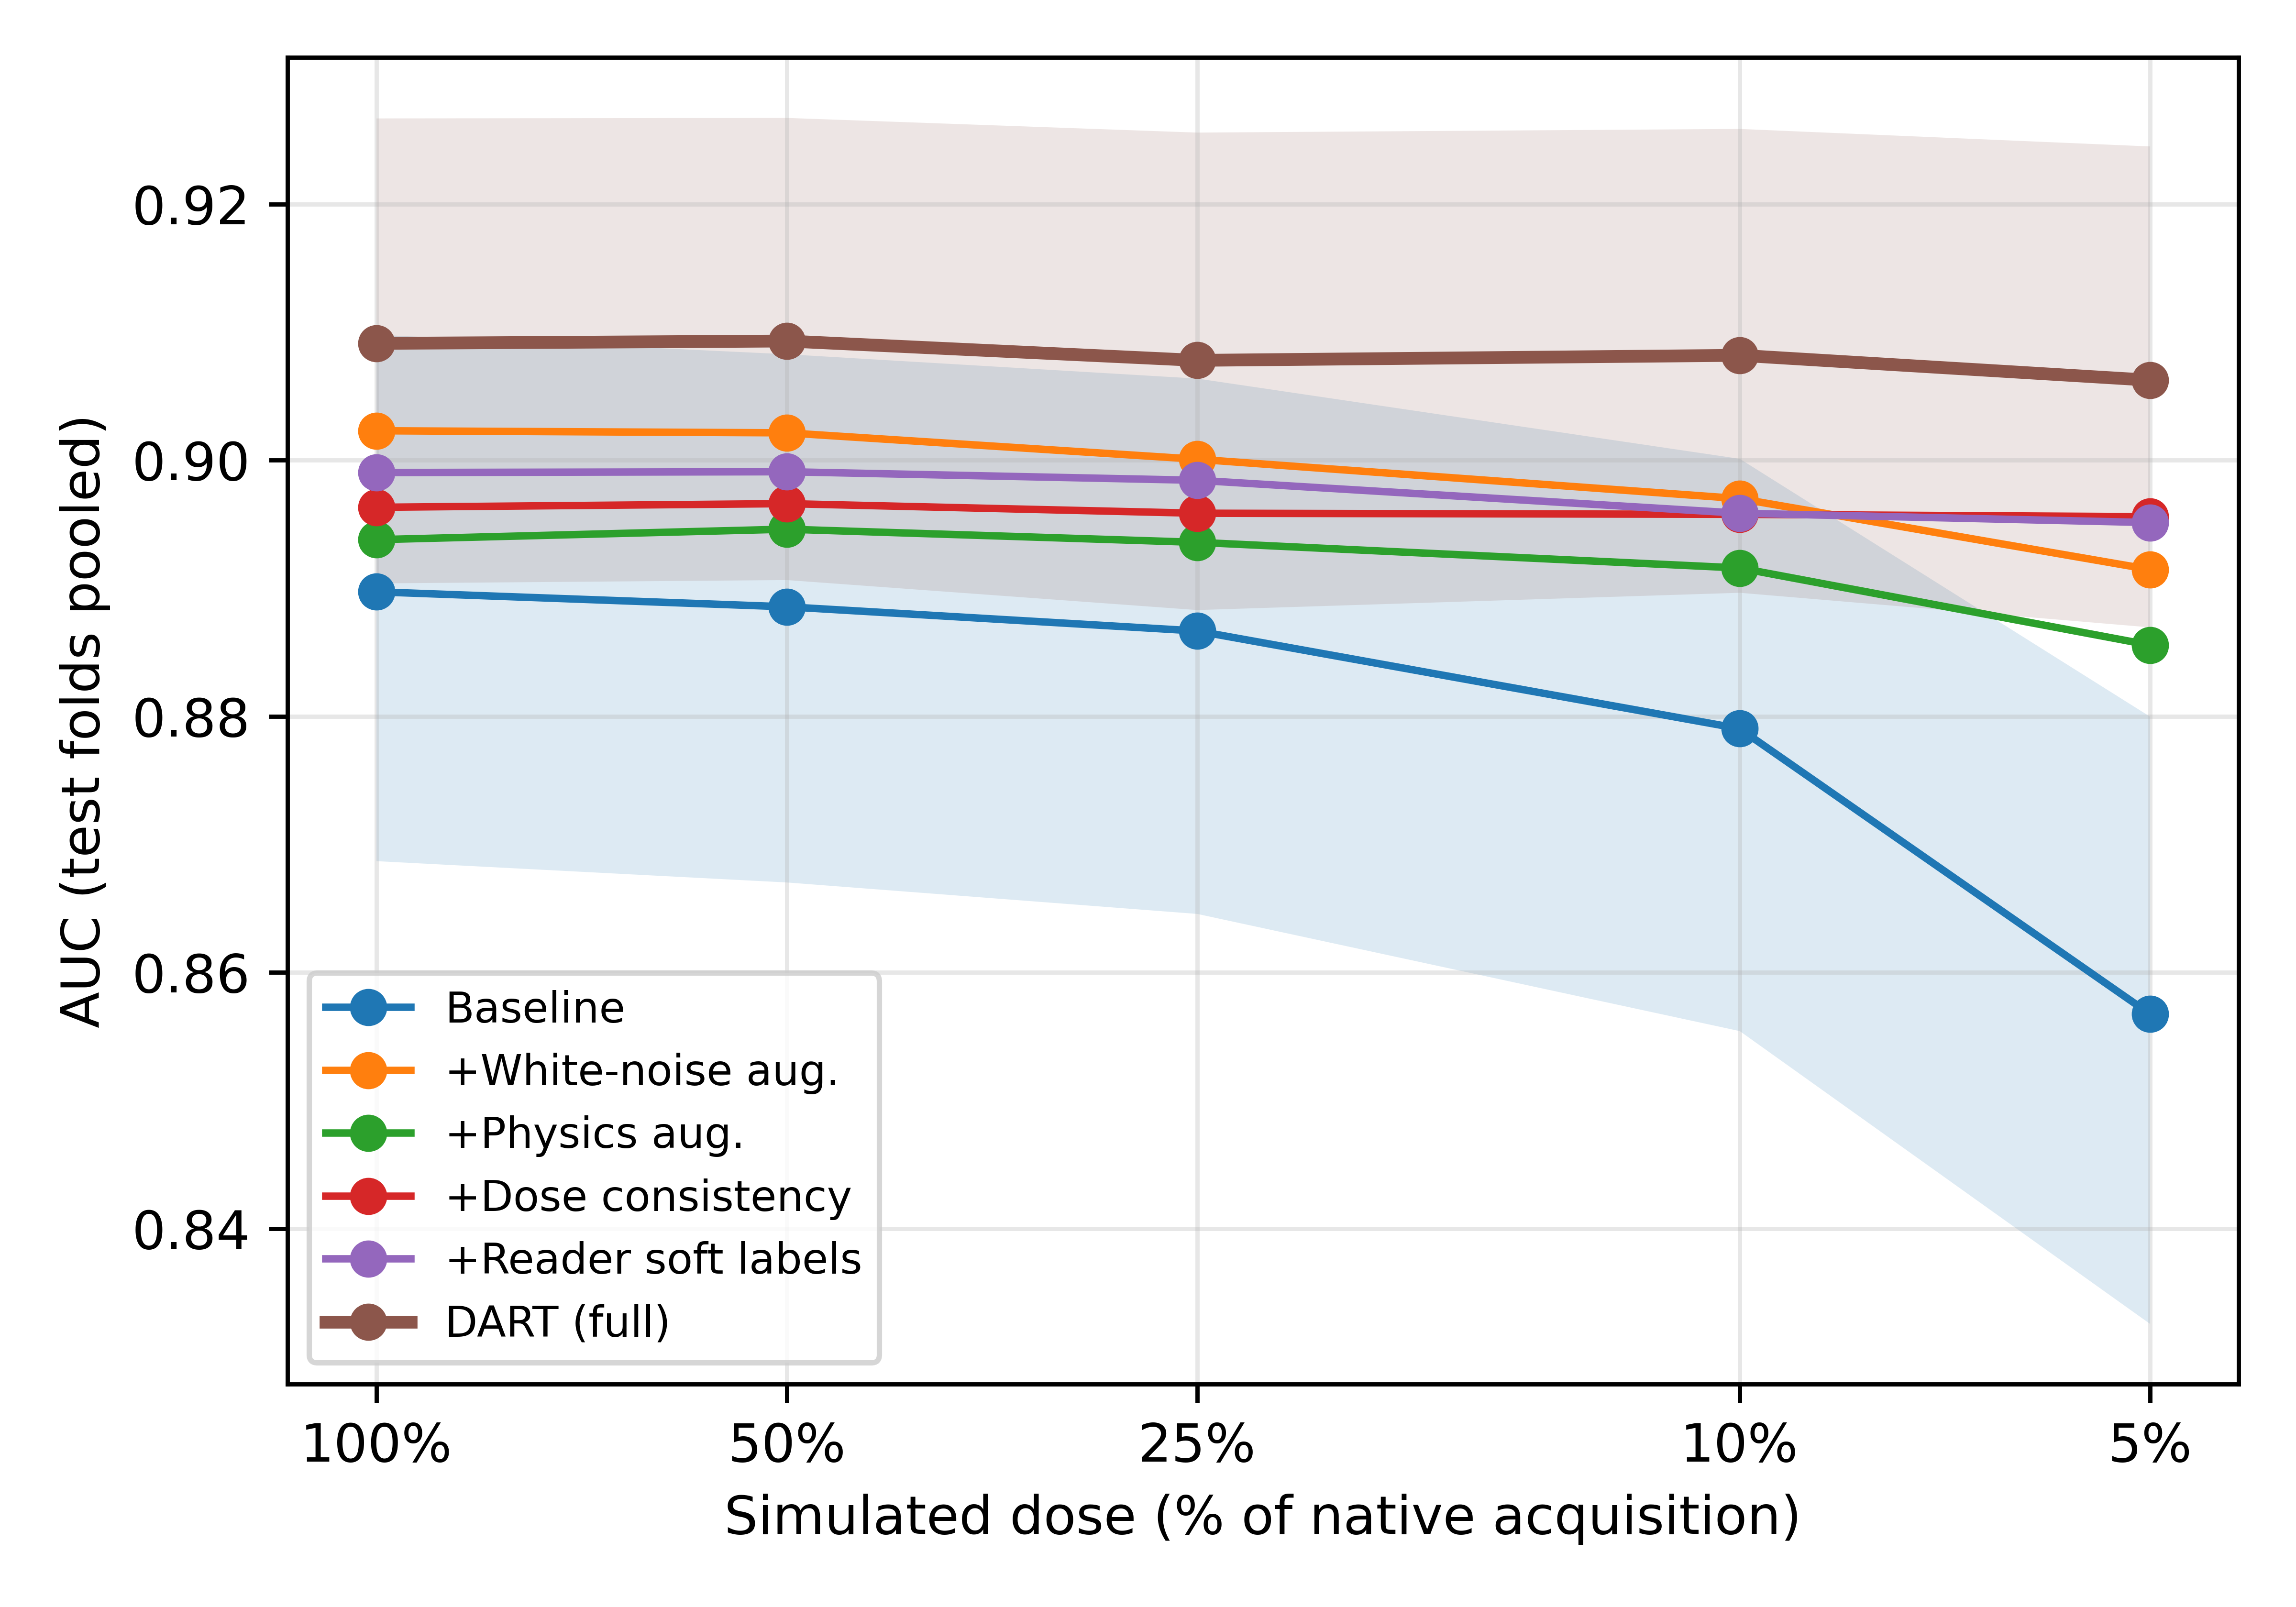 0.92
0.90
0.88
0.86
0.84
AUC (test folds pooled)
Baseline
+White-noise aug.
+Physics aug.
+Dose consistency
+Reader soft labels
DART (full)
100% 50% 25% 10% 5%
Simulated dose (% of native acquisition)